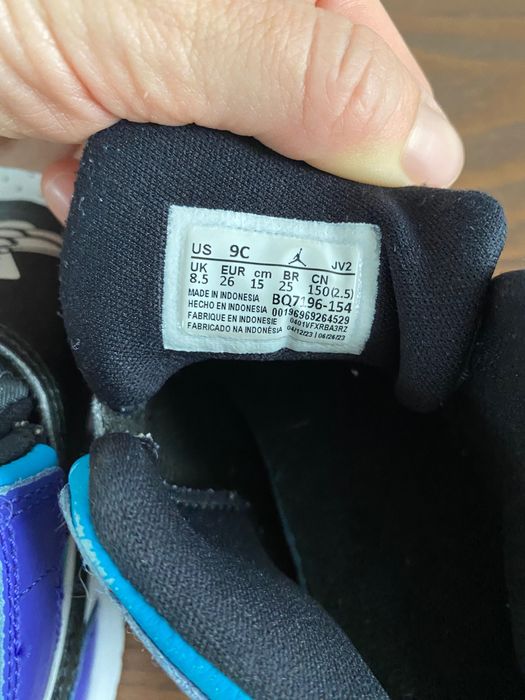 US 9C JV2
UK EUR cm BR CN
8.5 26 15 25 150(2.5)
MADE IN INDONESIA BQ7196-154
HECHO EN INDONESIA 00196969264529
FABRIQUE EN INDONESIE 0401VFXRBA3RZ
FABRICADO NA INDONÉSIA 04/12/23 | 06/26/23